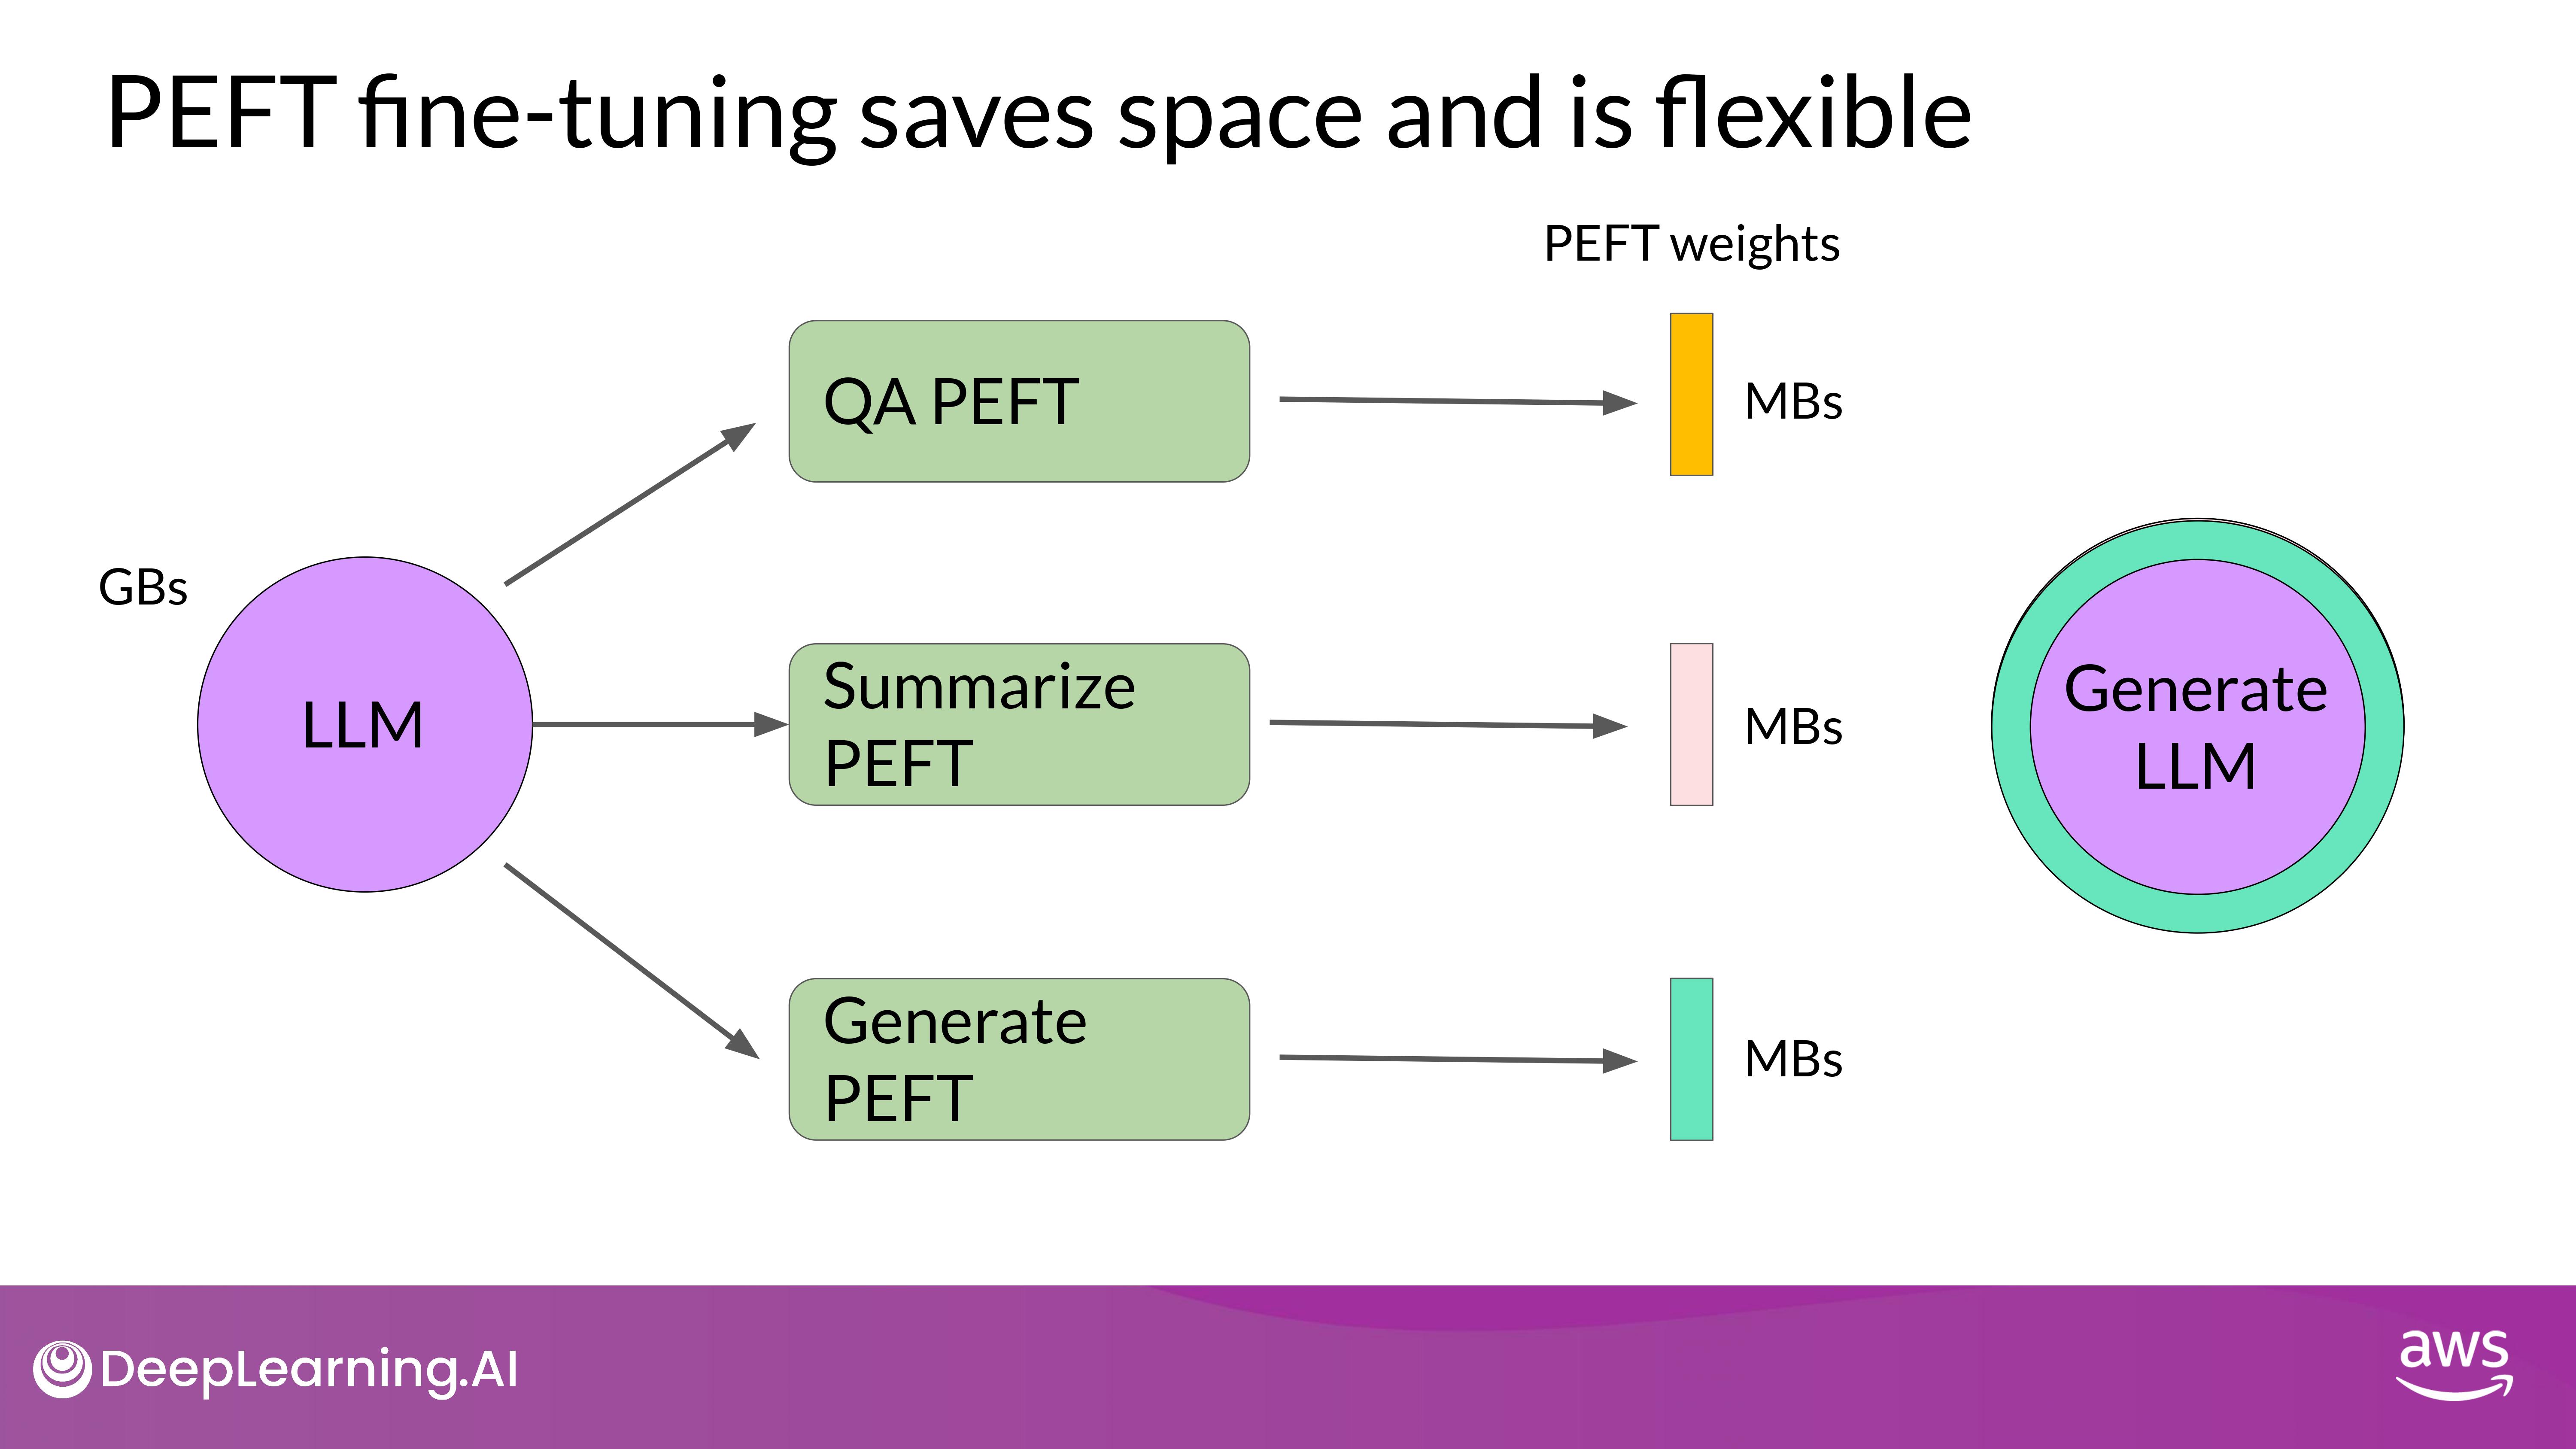 PEFT fine-tuning saves space and is flexible
PEFT weights
QA PEFT
MBs
GBs
LLM
Summarize
PEFT
MBs
Generate
LLM
Generate
PEFT
MBs
DeepLearning.AI
aws